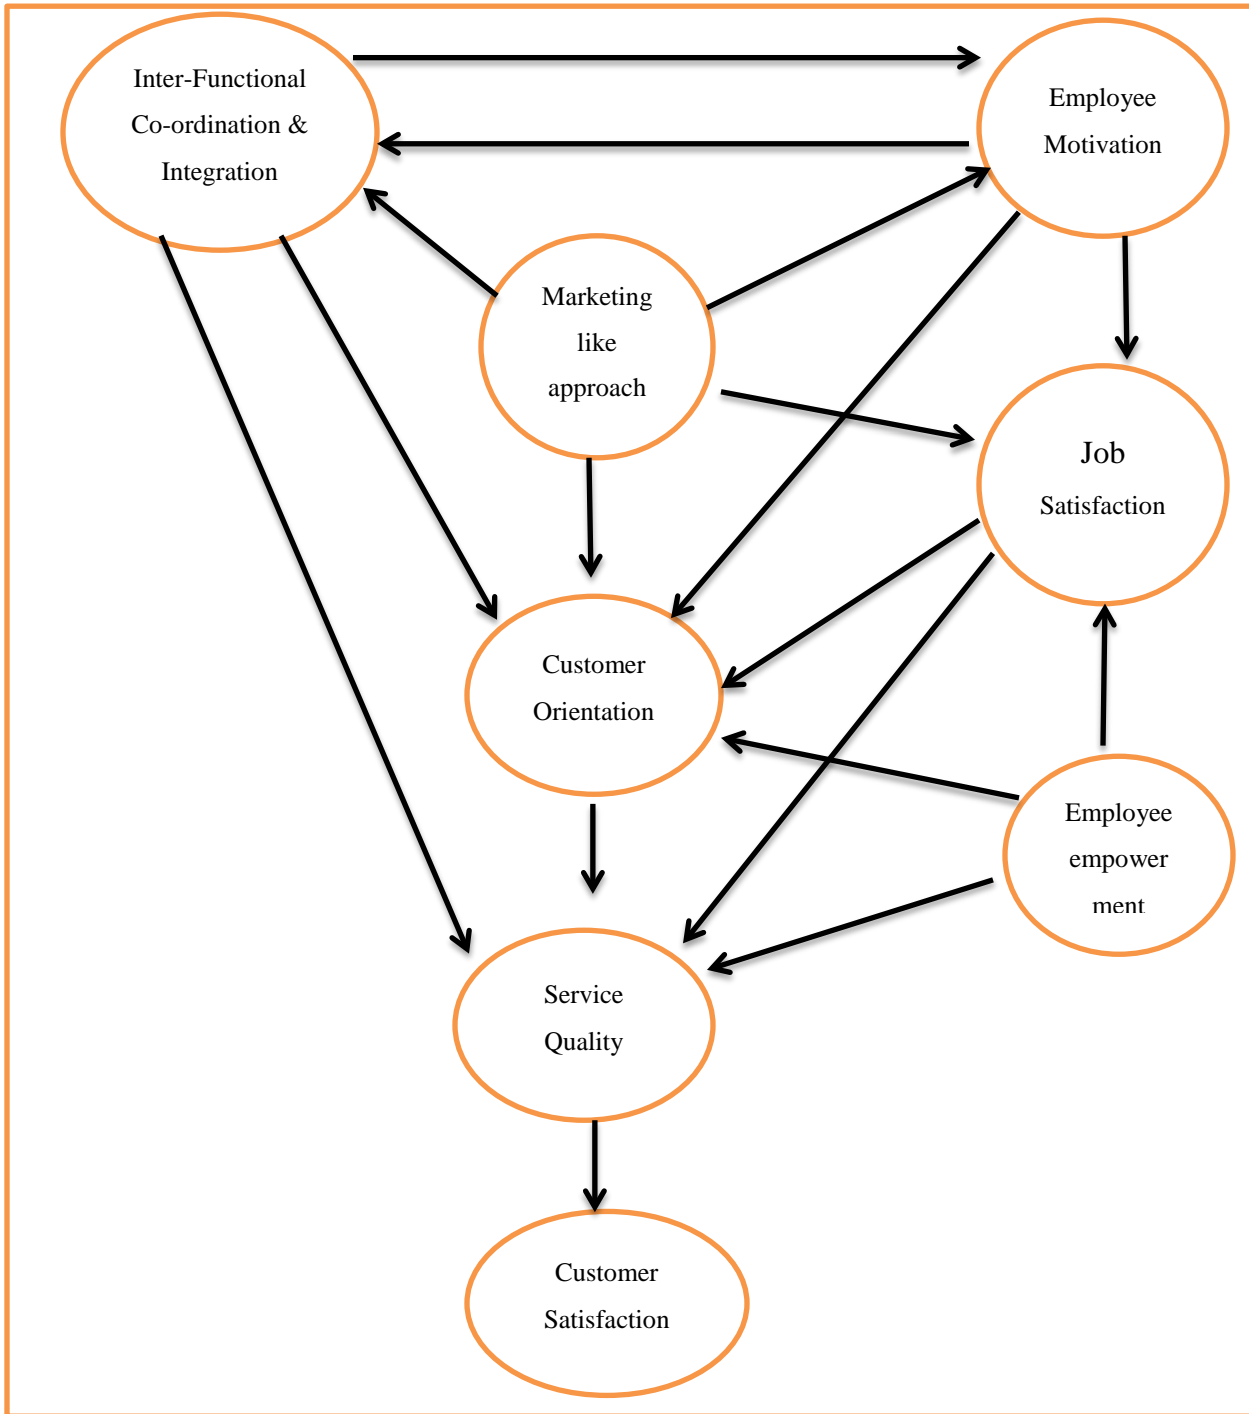 Inter-Functional
Co-ordination &
Integration
Employee
Motivation
Marketing
like
approach
Job
Satisfaction
Customer
Orientation
Employee
empower
ment
Service
Quality
Customer
Satisfaction